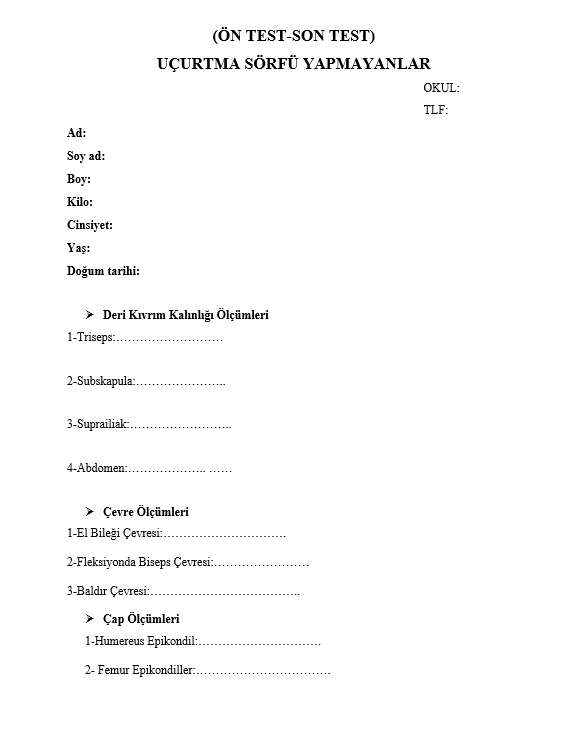 (ÖN TEST-SON TEST)
UÇURTMA SÖRFÜ YAPMAYANLAR
OKUL:
TLF:
Ad:
Soy ad:
Boy:
Kilo:
Cinsiyet:
Yaş:
Doğum tarihi:
➢ Deri Kıvrım Kalınlığı Ölçümleri
1-Triseps:………………………
2-Subskapula:…………………..
3-Suprailiak:……………………..
4-Abdomen:……………….. ……
➢ Çevre Ölçümleri
1-El Bileği Çevresi:………………………….
2-Fleksiyonda Biseps Çevresi:……………………
3-Baldır Çevresi:………………………………..
➢ Çap Ölçümleri
1-Humereus Epikondil:………………………….
2- Femur Epikondiller:…………………………….